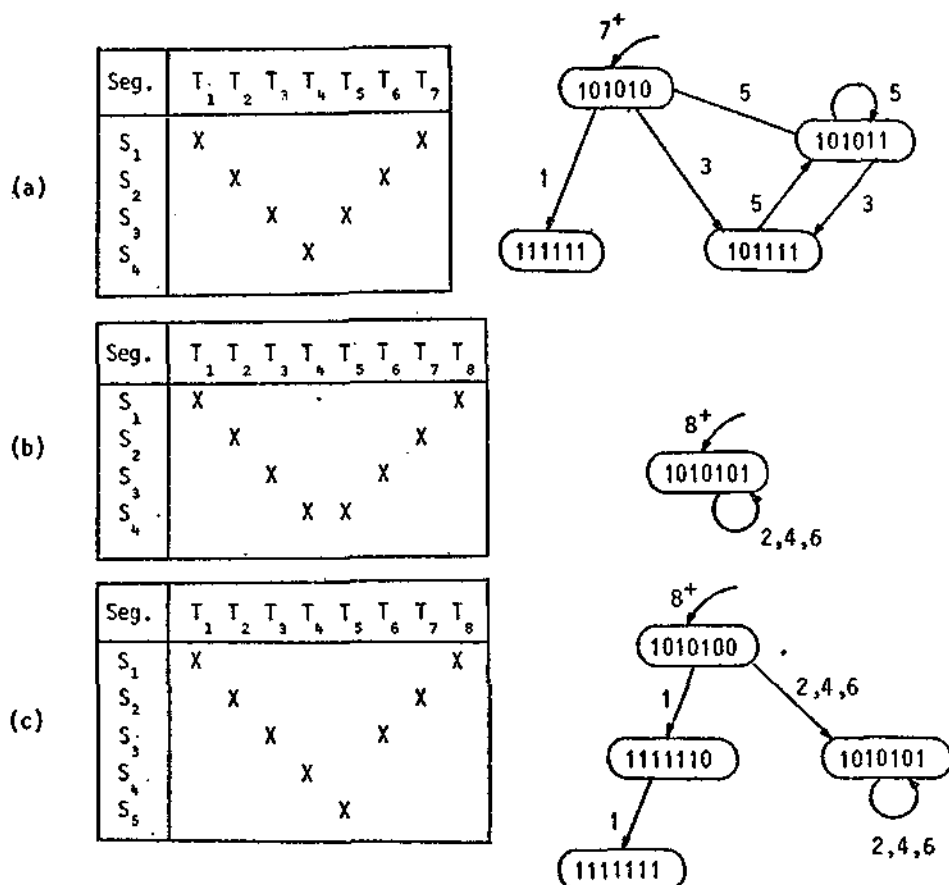 (a)
Seg. T₁ T₂ T₃ T₄ T₅ T₆ T₇
S₁ X X
S₂ X X
S₃ X X
S₄ X
7⁺
101010
5
5
101011
1
3
5
3
111111
101111
(b)
Seg. T₁ T₂ T₃ T₄ T₅ T₆ T₇ T₈
S₁ X X
S₂ X X
S₃ X X
S₄ X X
8⁺
1010101
2,4,6
(c)
Seg. T₁ T₂ T₃ T₄ T₅ T₆ T₇ T₈
S₁ X X
S₂ X X
S₃ X X
S₄ X
S₅ X
8⁺
1010100
1
2,4,6
1111110
1010101
1
2,4,6
1111111